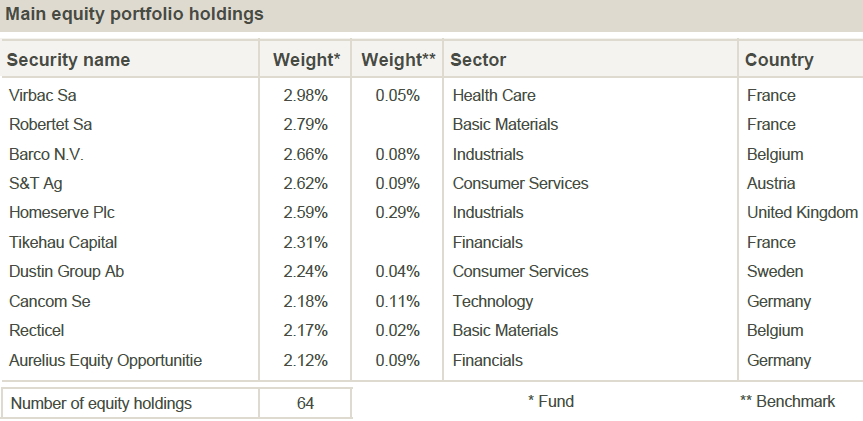 Main equity portfolio holdings
Security name Weight* Weight** Sector Country
Virbac Sa 2.98% 0.05% Health Care France
Robertet Sa 2.79% Basic Materials France
Barco N.V. 2.66% 0.08% Industrials Belgium
S&T Ag 2.62% 0.09% Consumer Services Austria
Homeserve Plc 2.59% 0.29% Industrials United Kingdom
Tikehau Capital 2.31% Financials France
Dustin Group Ab 2.24% 0.04% Consumer Services Sweden
Cancom Se 2.18% 0.11% Technology Germany
Recticel 2.17% 0.02% Basic Materials Belgium
Aurelius Equity Opportunitie 2.12% 0.09% Financials Germany
Number of equity holdings 64 * Fund ** Benchmark